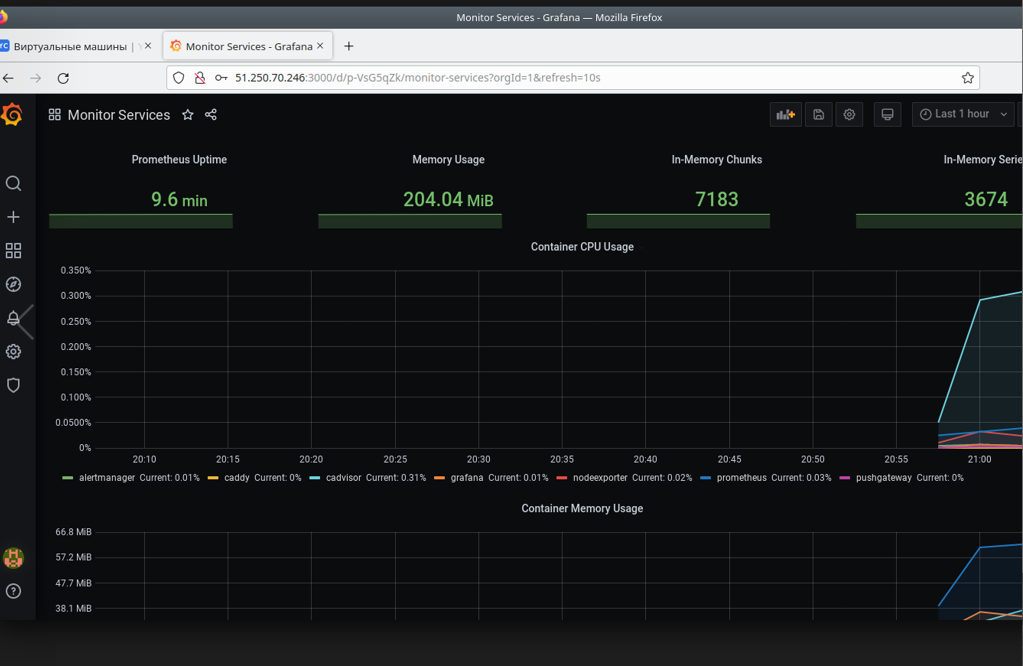 Monitor Services - Grafana — Mozilla Firefox
Виртуальные машины |
Monitor Services - Grafana
51.250.70.246:3000/d/p-VsG5qZk/monitor-services?orgId=1&refresh=10s
Monitor Services
Last 1 hour
Prometheus Uptime
Memory Usage
In-Memory Chunks
In-Memory Serie
9.6 min
204.04 MiB
7183
3674
Container CPU Usage
0.350%
0.300%
0.250%
0.200%
0.150%
0.100%
0.0500%
0%
20:10 20:15 20:20 20:25 20:30 20:35 20:40 20:45 20:50 20:55 21:00
alertmanager Current: 0.01% caddy Current: 0% cadvisor Current: 0.31% grafana Current: 0.01% nodeexporter Current: 0.02% prometheus Current: 0.03% pushgateway Current: 0%
Container Memory Usage
66.8 MiB
57.2 MiB
47.7 MiB
38.1 MiB